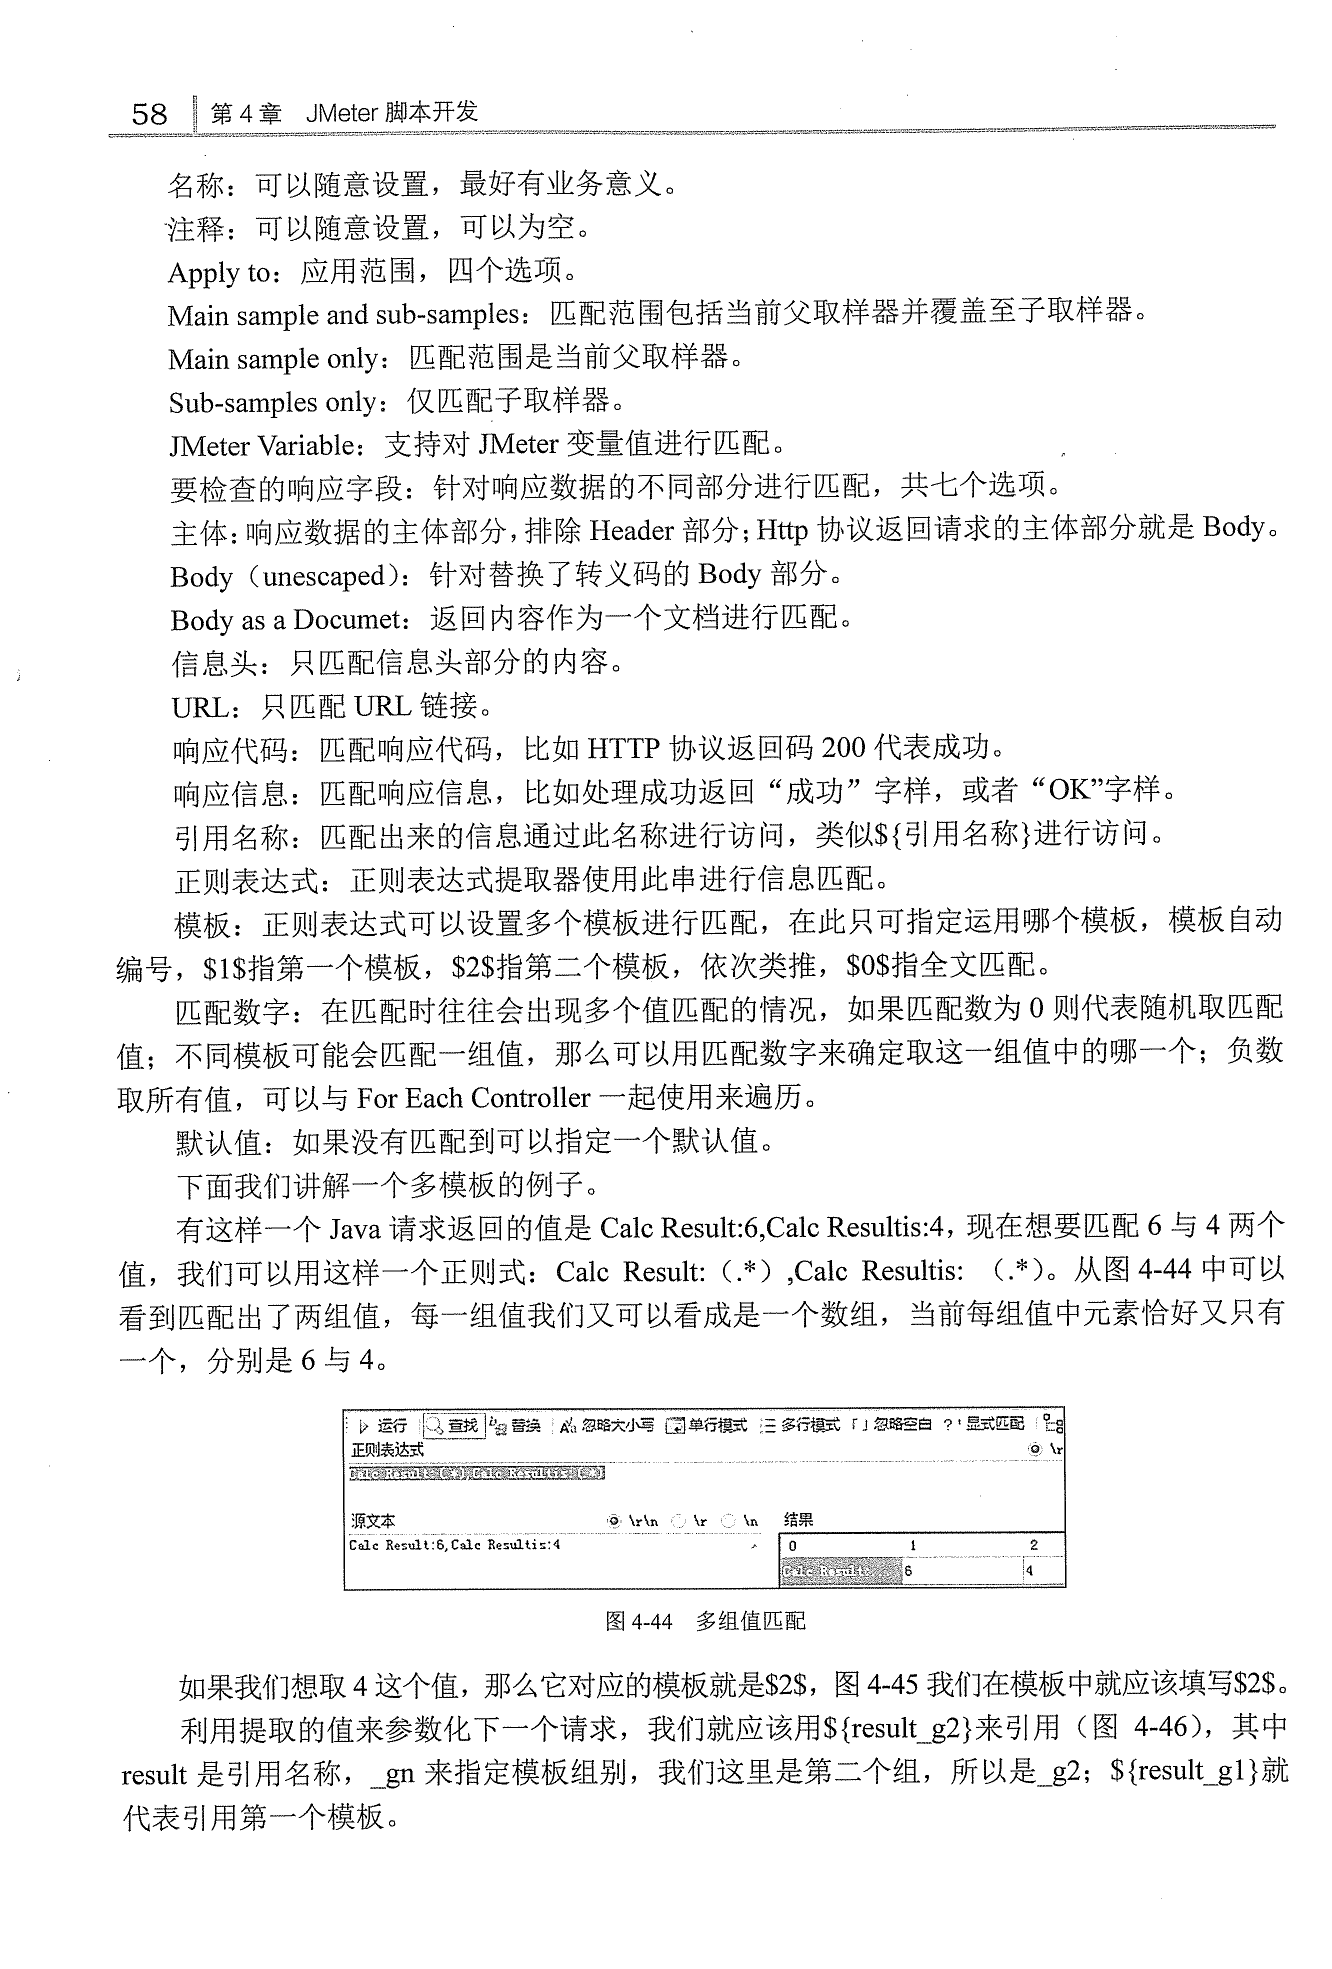 58 第 4 章 JMeter 脚本开发
名称：可以随意设置，最好有业务意义。
注释：可以随意设置，可以为空。
Apply to：应用范围，四个选项。
Main sample and sub-samples：匹配范围包括当前父取样器并覆盖至子取样器。
Main sample only：匹配范围是当前父取样器。
Sub-samples only：仅匹配子取样器。
JMeter Variable：支持对 JMeter 变量值进行匹配。
要检查的响应字段：针对响应数据的不同部分进行匹配，共七个选项。
主体：响应数据的主体部分，排除 Header 部分；Http 协议返回请求的主体部分就是 Body。
Body（unescaped）：针对替换了转义码的 Body 部分。
Body as a Documet：返回内容作为一个文档进行匹配。
信息头：只匹配信息头部分的内容。
URL：只匹配 URL 链接。
响应代码：匹配响应代码，比如 HTTP 协议返回码 200 代表成功。
响应信息：匹配响应信息，比如处理成功返回“成功”字样，或者“OK”字样。
引用名称：匹配出来的信息通过此名称进行访问，类似${引用名称}进行访问。
正则表达式：正则表达式提取器使用此串进行信息匹配。
模板：正则表达式可以设置多个模板进行匹配，在此只可指定运用哪个模板，模板自动
编号，$1$指第一个模板，$2$指第二个模板，依次类推，$0$指全文匹配。
匹配数字：在匹配时往往会出现多个值匹配的情况，如果匹配数为 0 则代表随机取匹配
值；不同模板可能会匹配一组值，那么可以用匹配数字来确定取这一组值中的哪一个；负数
取所有值，可以与 For Each Controller 一起使用来遍历。
默认值：如果没有匹配到可以指定一个默认值。
下面我们讲解一个多模板的例子。
有这样一个 Java 请求返回的值是 Calc Result:6,Calc Resultis:4，现在想要匹配 6 与 4 两个
值，我们可以用这样一个正则式：Calc Result:（.*）,Calc Resultis:（.*）。从图 4-44 中可以
看到匹配出了两组值，每一组值我们又可以看成是一个数组，当前每组值中元素恰好又只有
一个，分别是 6 与 4。
运行 查找 替换 忽略大小写 单行模式 多行模式 忽略空白 显式匹配
正则表达式 \r
Calc Result:(.*),Calc Resultis:(.*)
源文本 \r\n \r \n 结果
Calc Result:6,Calc Resultis:4 0 1 2
Calc Result: 6 4
图 4-44 多组值匹配
如果我们想取 4 这个值，那么它对应的模板就是$2$，图 4-45 我们在模板中就应该填写$2$。
利用提取的值来参数化下一个请求，我们就应该用${result_g2}来引用（图 4-46），其中
result 是引用名称，_gn 来指定模板组别，我们这里是第二个组，所以是_g2；${result_g1}就
代表引用第一个模板。